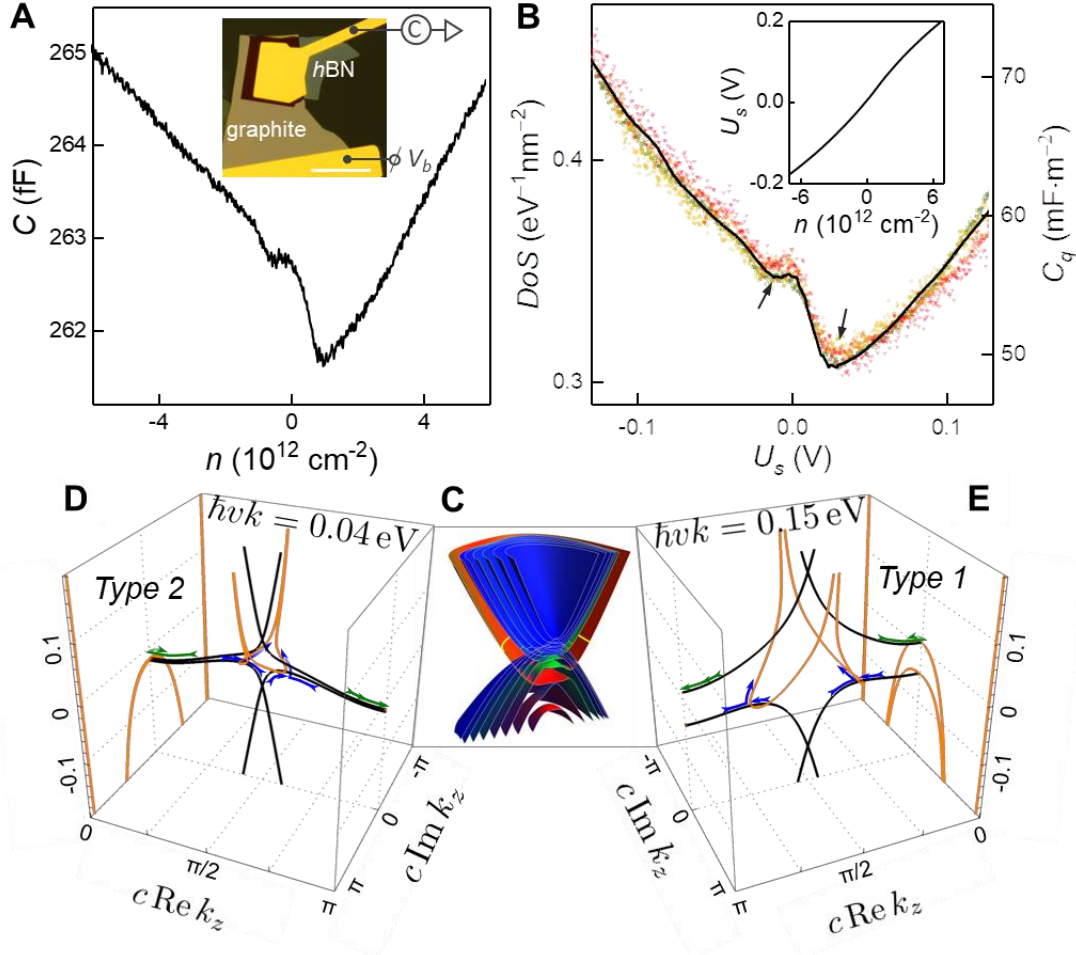 A
265
264
263
262
C (fF)
-4
0
4
n (10¹² cm⁻²)
hBN
graphite
C
V_b
B
0.4
0.3
DoS (eV⁻¹nm⁻²)
70
60
50
C_q (mF·m⁻²)
-0.1
0.0
0.1
U_s (V)
0.2
0.0
-0.2
U_s (V)
-6
0
6
n (10¹² cm⁻²)
D
ħvk = 0.04 eV
Type 2
0.1
0
-0.1
0
π/2
π
c Re k_z
-π
0
π
c Im k_z
C
E
ħvk = 0.15 eV
Type 1
0.1
0
-0.1
-π
0
π
c Im k_z
π
π/2
0
c Re k_z